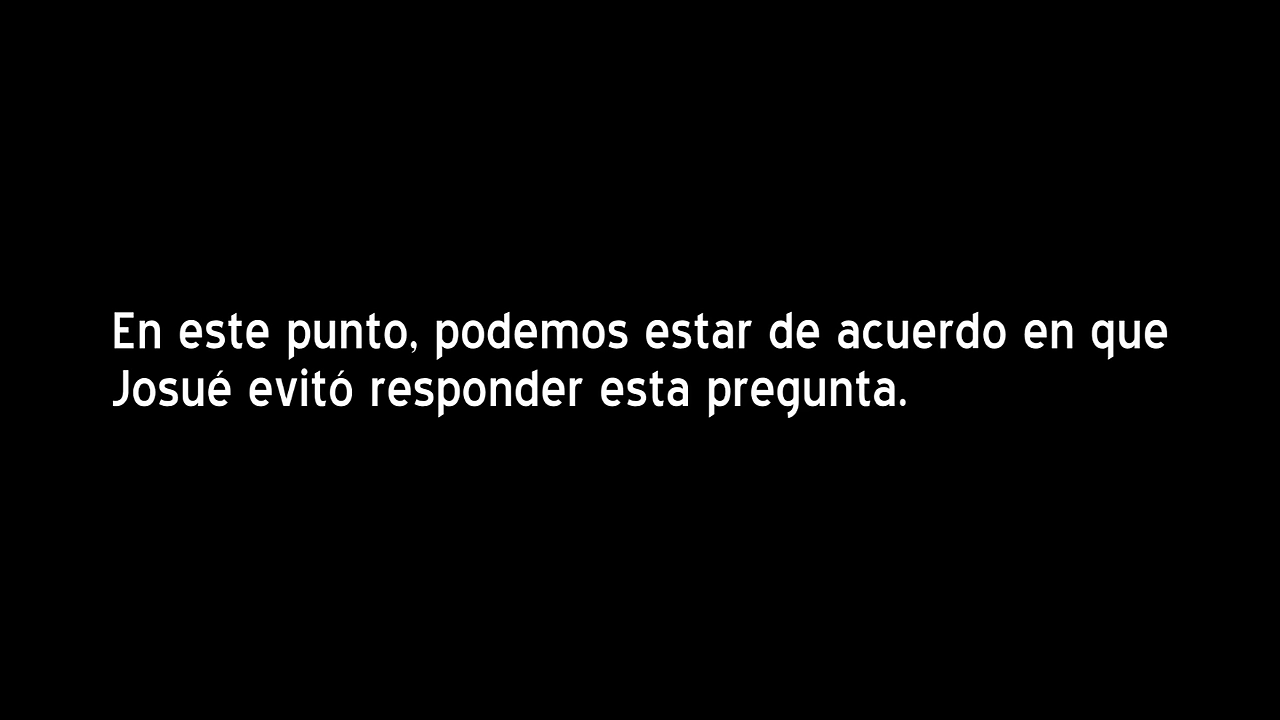 En este punto, podemos estar de acuerdo en que
Josué evitó responder esta pregunta.